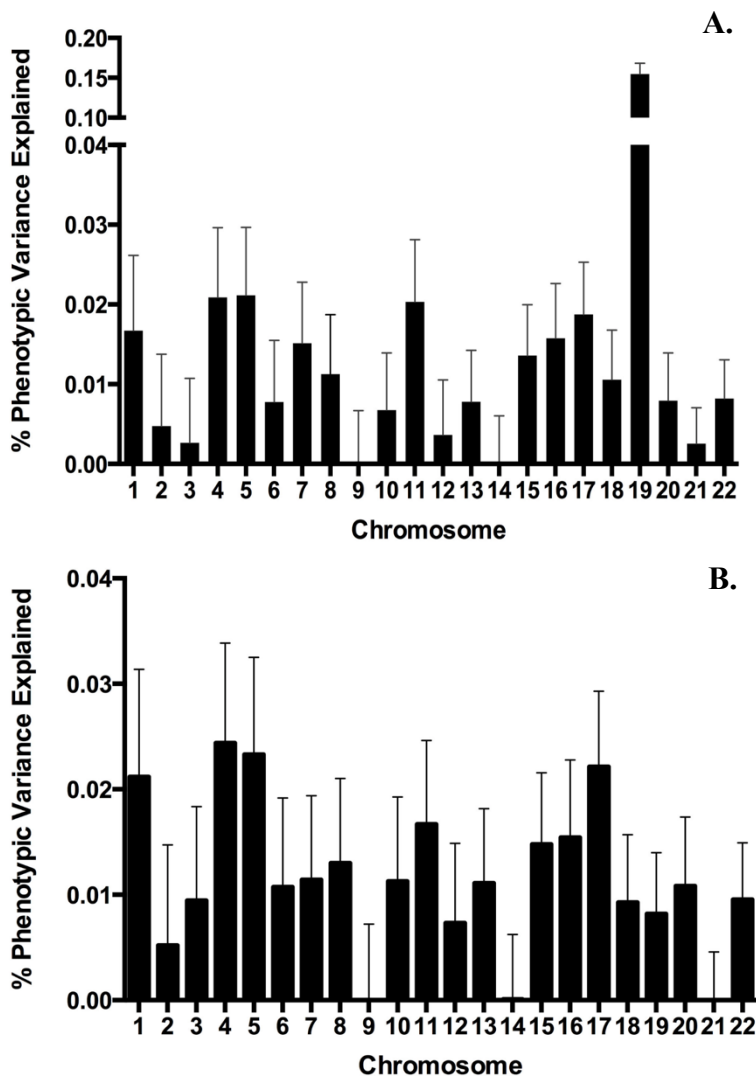 A.
% Phenotypic Variance Explained
0.20
0.15
0.10
0.04
0.03
0.02
0.01
0.00
1 2 3 4 5 6 7 8 9 10 11 12 13 14 15 16 17 18 19 20 21 22
Chromosome
B.
% Phenotypic Variance Explained
0.04
0.03
0.02
0.01
0.00
1 2 3 4 5 6 7 8 9 10 11 12 13 14 15 16 17 18 19 20 21 22
Chromosome